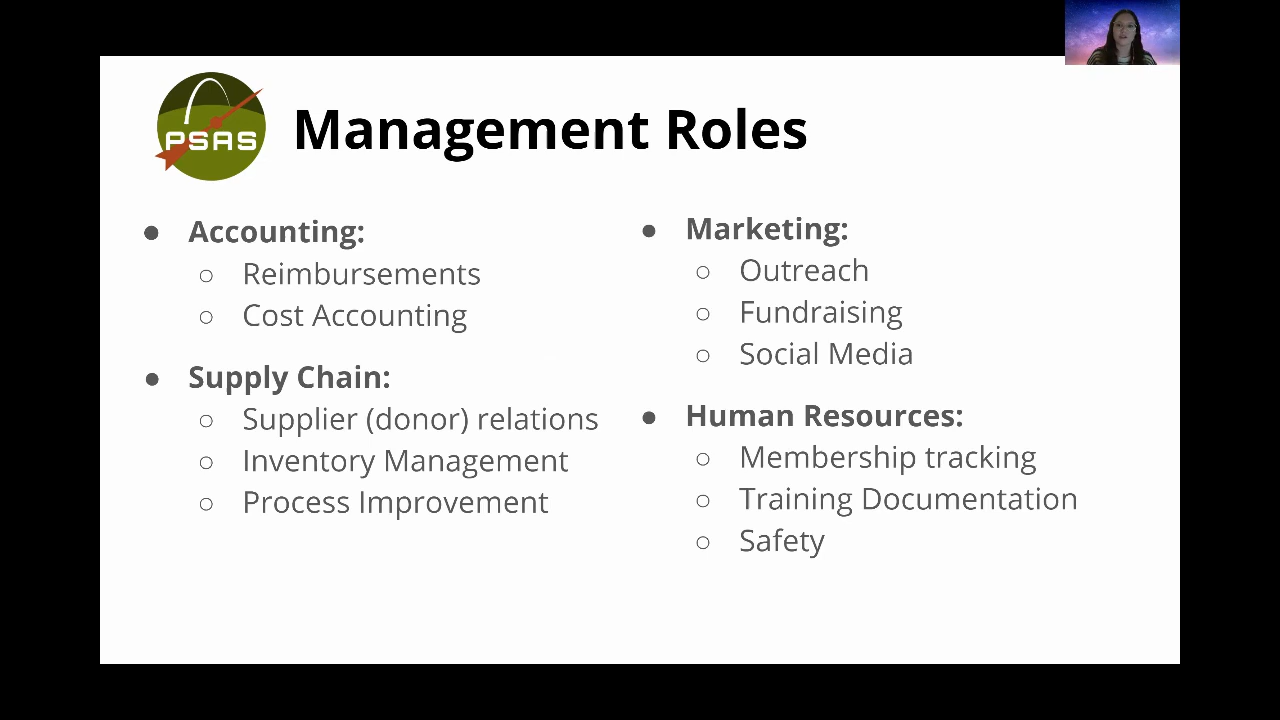 PSAS
Management Roles
● Accounting:
○ Reimbursements
○ Cost Accounting
● Supply Chain:
○ Supplier (donor) relations
○ Inventory Management
○ Process Improvement
● Marketing:
○ Outreach
○ Fundraising
○ Social Media
● Human Resources:
○ Membership tracking
○ Training Documentation
○ Safety